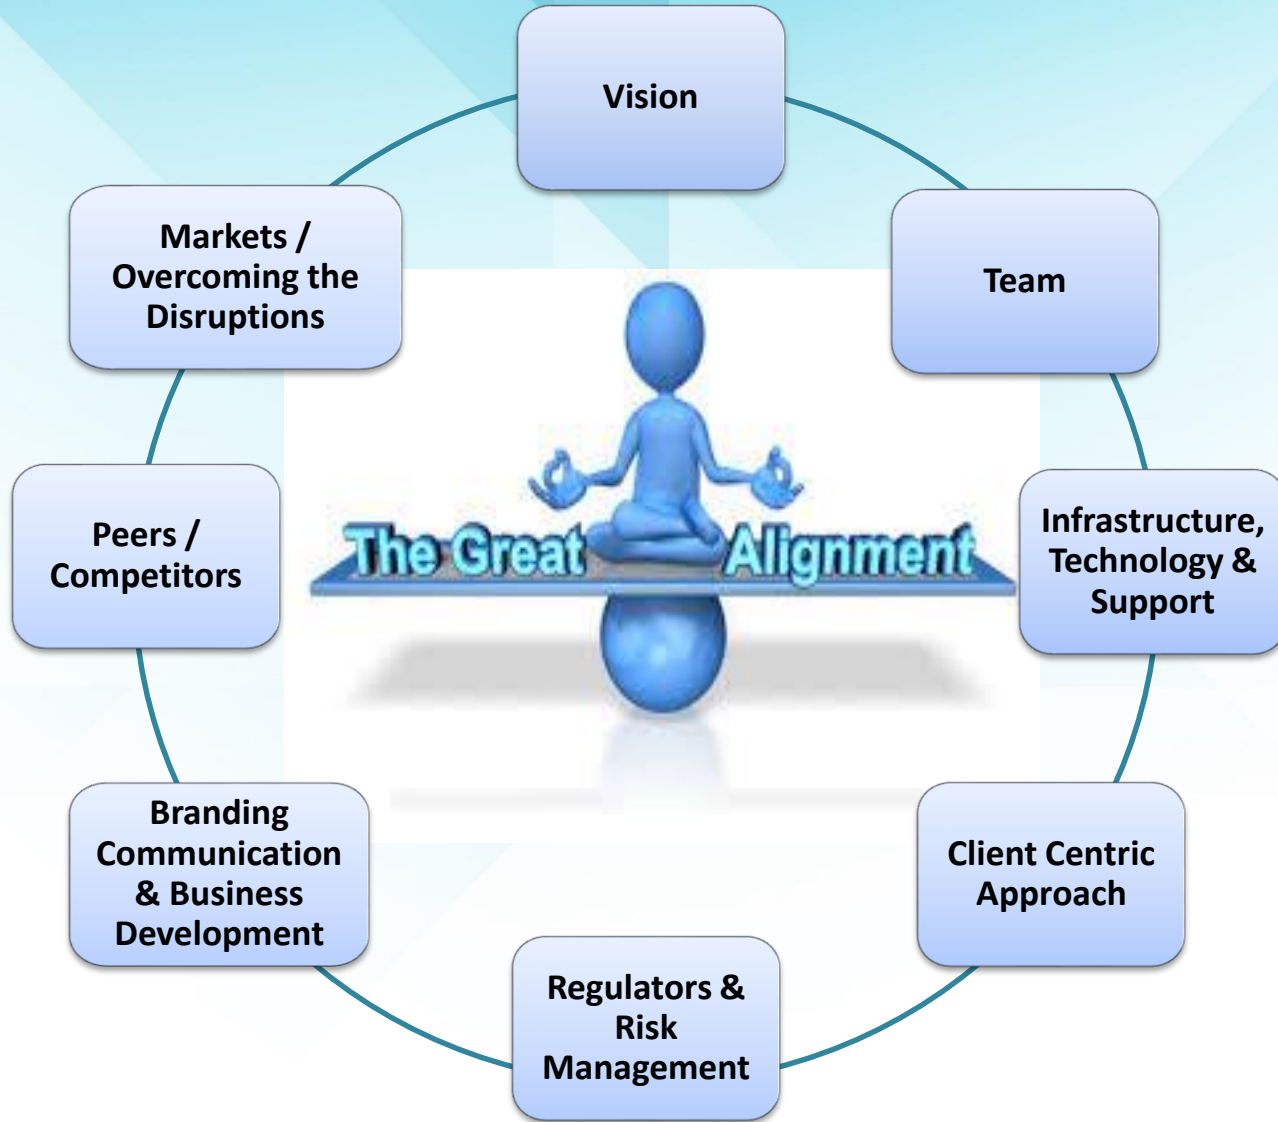 Vision
Team
Infrastructure,
Technology &
Support
Client Centric
Approach
Regulators &
Risk
Management
Branding
Communication
& Business
Development
Peers /
Competitors
Markets /
Overcoming the
Disruptions
The Great Alignment